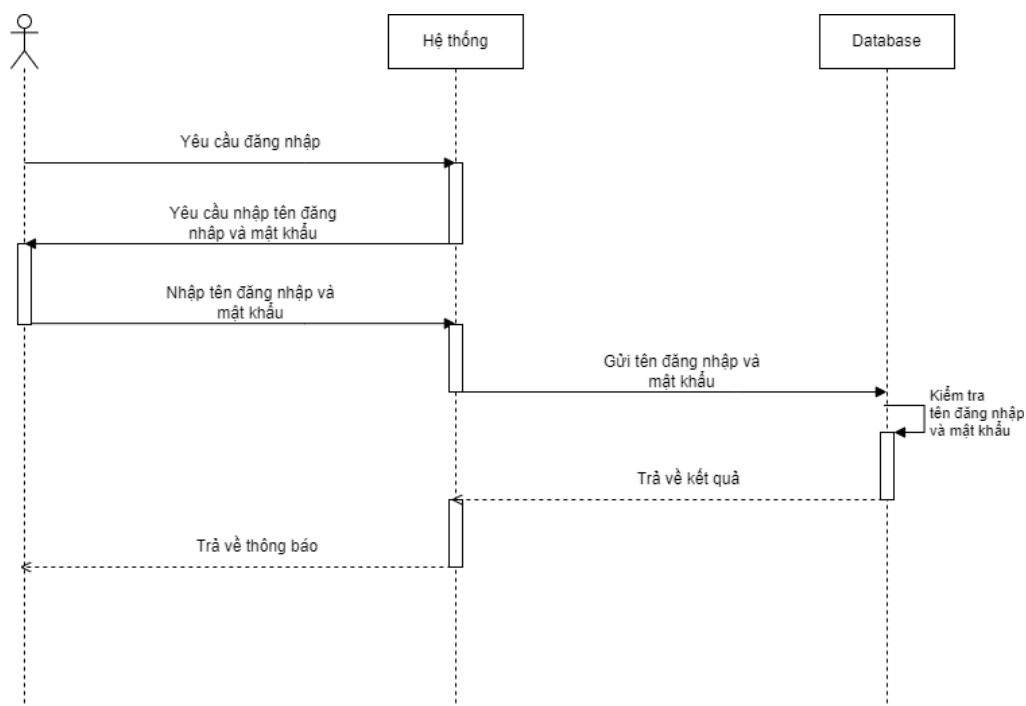 Hệ thống
Database
Yêu cầu đăng nhập
Yêu cầu nhập tên đăng
nhâp và mật khẩu
Nhập tên đăng nhập và
mật khẩu
Gửi tên đăng nhập và
mật khẩu
Kiểm tra
tên đăng nhập
và mật khẩu
Trả về kết quả
Trả về thông báo